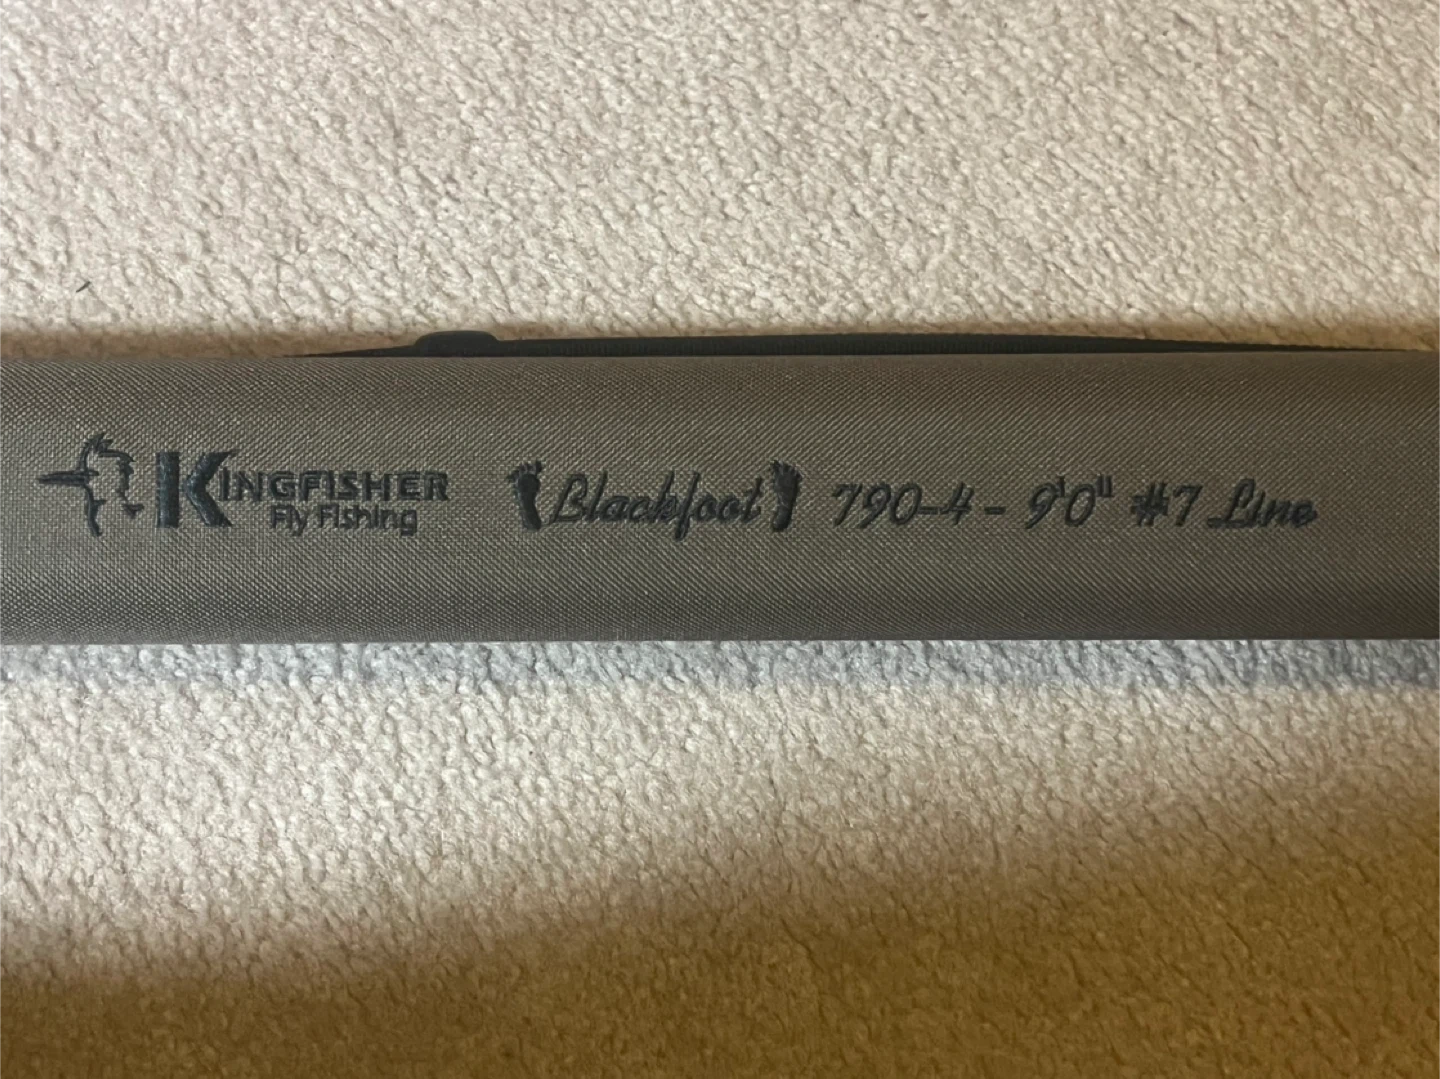 KINGFISHER
Fly Fishing
Blackfoot 790-4 - 9'0" #7 Line